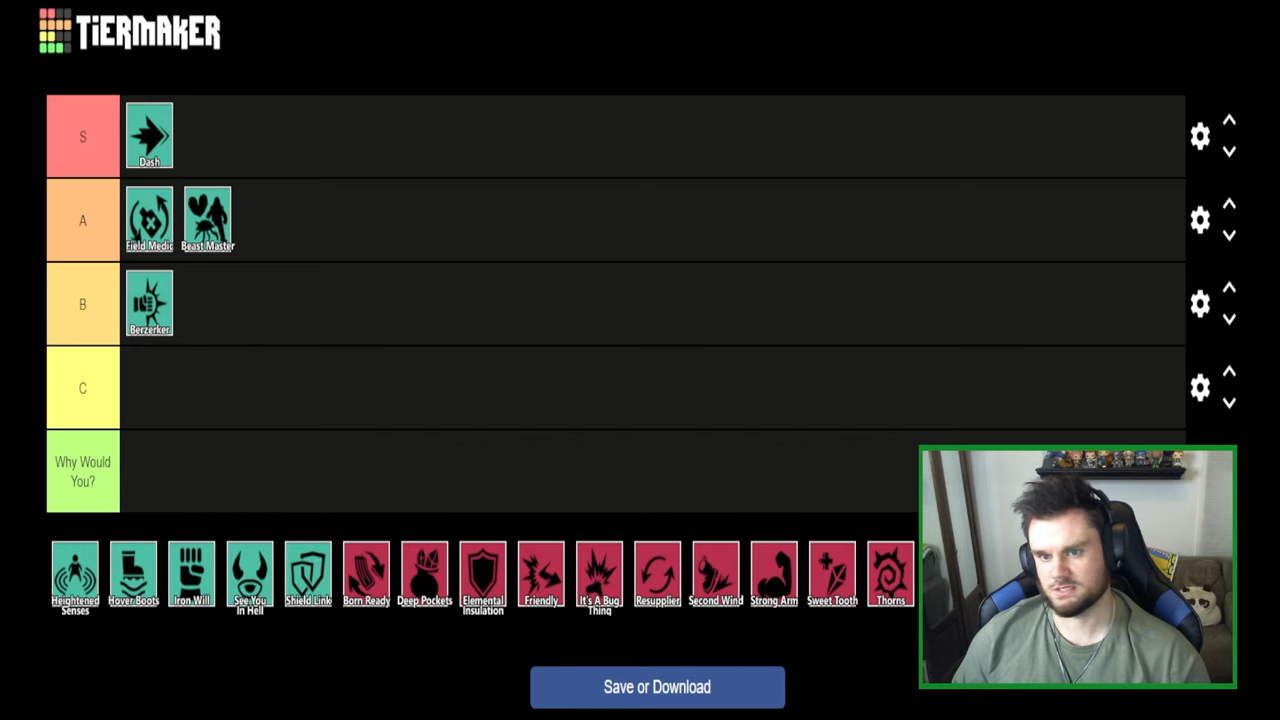 TiERMAKER
S
Dash
A
Field Medic
Beast Master
B
Berzerker
C
Why Would
You?
Heightened
Senses
Hover Boots
Iron Will
See You
In Hell
Shield Link
Born Ready
Deep Pockets
Elemental
Insulation
Friendly
It's A Bug
Thing
Resupplier
Second Wind
Strong Arm
Sweet Tooth
Thorns
Save or Download